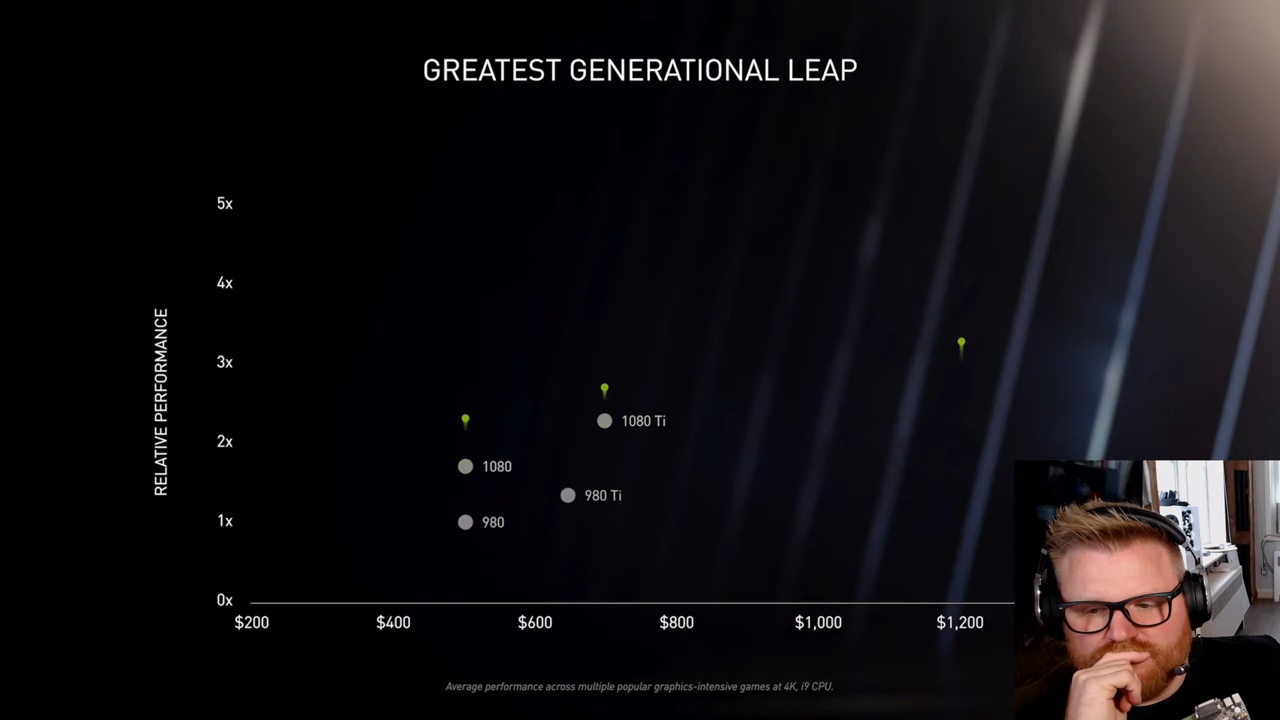 GREATEST GENERATIONAL LEAP
5x
4x
3x
2x
1x
0x
RELATIVE PERFORMANCE
1080 Ti
1080
980 Ti
980
$200 $400 $600 $800 $1,000 $1,200
Average performance across multiple popular graphics-intensive games at 4K, i9 CPU.